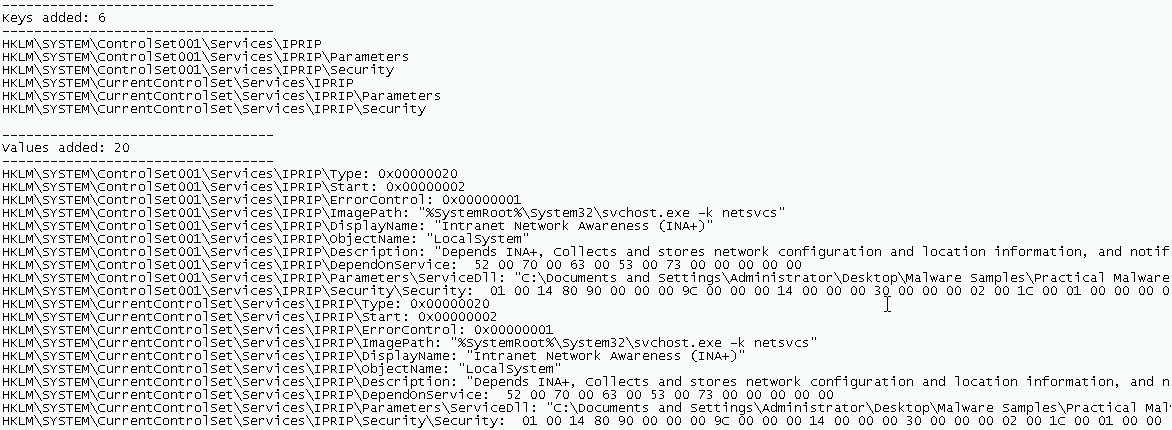 ----------------------------------
Keys added: 6
----------------------------------
HKLM\SYSTEM\ControlSet001\Services\IPRIP
HKLM\SYSTEM\ControlSet001\Services\IPRIP\Parameters
HKLM\SYSTEM\ControlSet001\Services\IPRIP\Security
HKLM\SYSTEM\CurrentControlSet\Services\IPRIP
HKLM\SYSTEM\CurrentControlSet\Services\IPRIP\Parameters
HKLM\SYSTEM\CurrentControlSet\Services\IPRIP\Security
----------------------------------
Values added: 20
----------------------------------
HKLM\SYSTEM\ControlSet001\Services\IPRIP\Type: 0x00000020
HKLM\SYSTEM\ControlSet001\Services\IPRIP\Start: 0x00000002
HKLM\SYSTEM\ControlSet001\Services\IPRIP\ErrorControl: 0x00000001
HKLM\SYSTEM\ControlSet001\Services\IPRIP\ImagePath: "%SystemRoot%\System32\svchost.exe -k netsvcs"
HKLM\SYSTEM\ControlSet001\Services\IPRIP\DisplayName: "Intranet Network Awareness (INA+)"
HKLM\SYSTEM\ControlSet001\Services\IPRIP\ObjectName: "LocalSystem"
HKLM\SYSTEM\ControlSet001\Services\IPRIP\Description: "Depends INA+, Collects and stores network configuration and location information, and notif
HKLM\SYSTEM\ControlSet001\Services\IPRIP\DependOnService:  52 00 70 00 63 00 53 00 73 00 00 00 00 00
HKLM\SYSTEM\ControlSet001\Services\IPRIP\Parameters\ServiceDll: "C:\Documents and Settings\Administrator\Desktop\Malware Samples\Practical Malware
HKLM\SYSTEM\ControlSet001\Services\IPRIP\Security\Security:  01 00 14 80 90 00 00 00 9C 00 00 00 14 00 00 00 30 00 00 00 02 00 1C 00 01 00 00 00 0
HKLM\SYSTEM\CurrentControlSet\Services\IPRIP\Type: 0x00000020
HKLM\SYSTEM\CurrentControlSet\Services\IPRIP\Start: 0x00000002
HKLM\SYSTEM\CurrentControlSet\Services\IPRIP\ErrorControl: 0x00000001
HKLM\SYSTEM\CurrentControlSet\Services\IPRIP\ImagePath: "%SystemRoot%\System32\svchost.exe -k netsvcs"
HKLM\SYSTEM\CurrentControlSet\Services\IPRIP\DisplayName: "Intranet Network Awareness (INA+)"
HKLM\SYSTEM\CurrentControlSet\Services\IPRIP\ObjectName: "LocalSystem"
HKLM\SYSTEM\CurrentControlSet\Services\IPRIP\Description: "Depends INA+, Collects and stores network configuration and location information, and n
HKLM\SYSTEM\CurrentControlSet\Services\IPRIP\DependOnService:  52 00 70 00 63 00 53 00 73 00 00 00 00 00
HKLM\SYSTEM\CurrentControlSet\Services\IPRIP\Parameters\ServiceDll: "C:\Documents and Settings\Administrator\Desktop\Malware Samples\Practical Mal
HKLM\SYSTEM\CurrentControlSet\Services\IPRIP\Security\Security:  01 00 14 80 90 00 00 00 9C 00 00 00 14 00 00 00 30 00 00 00 02 00 1C 00 01 00 00